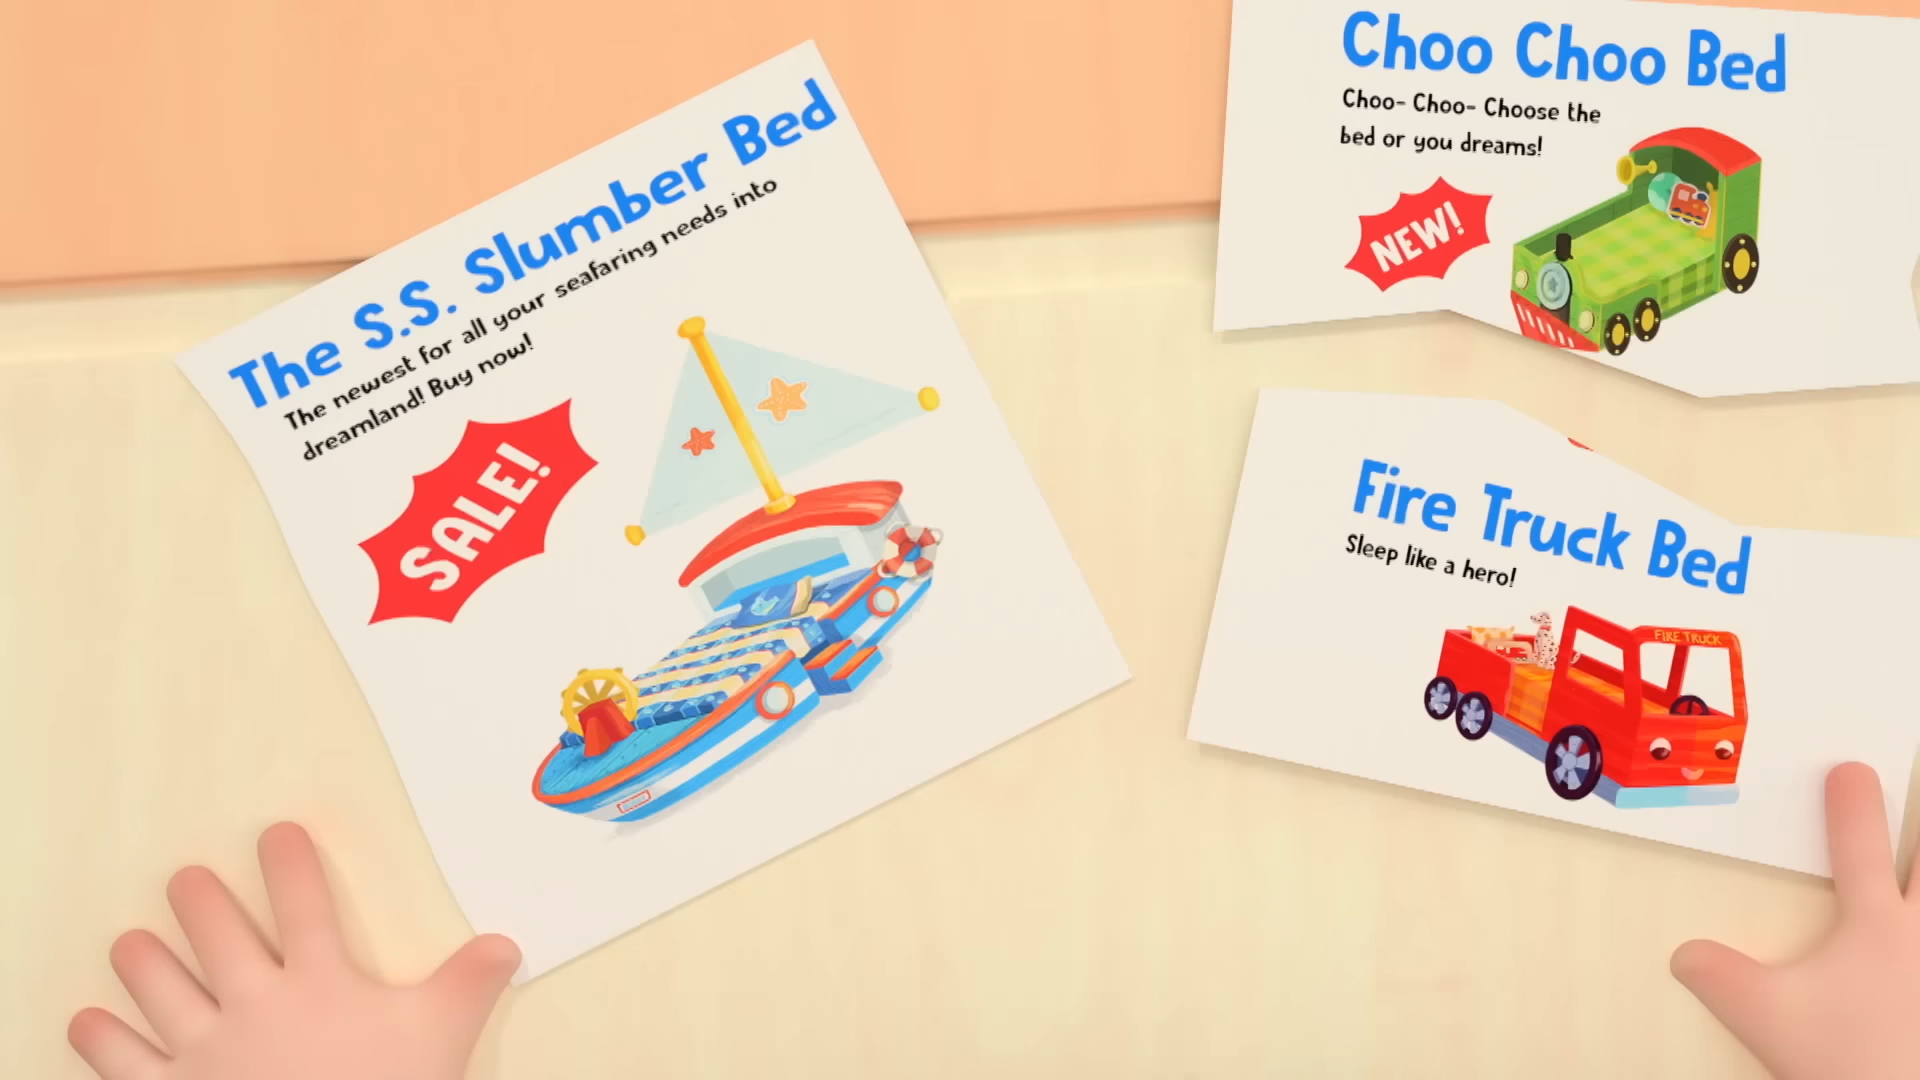 The S.S. Slumber Bed
The newest for all your seafaring needs into
dreamland! Buy now!
SALE!
Choo Choo Bed
Choo- Choo- Choose the
bed or you dreams!
NEW!
Fire Truck Bed
Sleep like a hero!
FIRE TRUCK